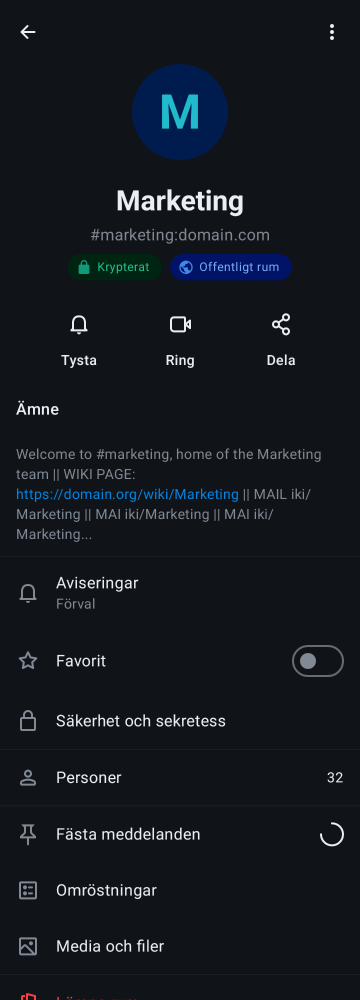 M
Marketing
#marketing:domain.com
Krypterat
Offentligt rum
Tysta
Ring
Dela
Ämne
Welcome to #marketing, home of the Marketing
team || WIKI PAGE:
https://domain.org/wiki/Marketing || MAIL iki/
Marketing || MAI iki/Marketing || MAI iki/
Marketing...
Aviseringar
Förval
Favorit
Säkerhet och sekretess
Personer
32
Fästa meddelanden
Omröstningar
Media och filer